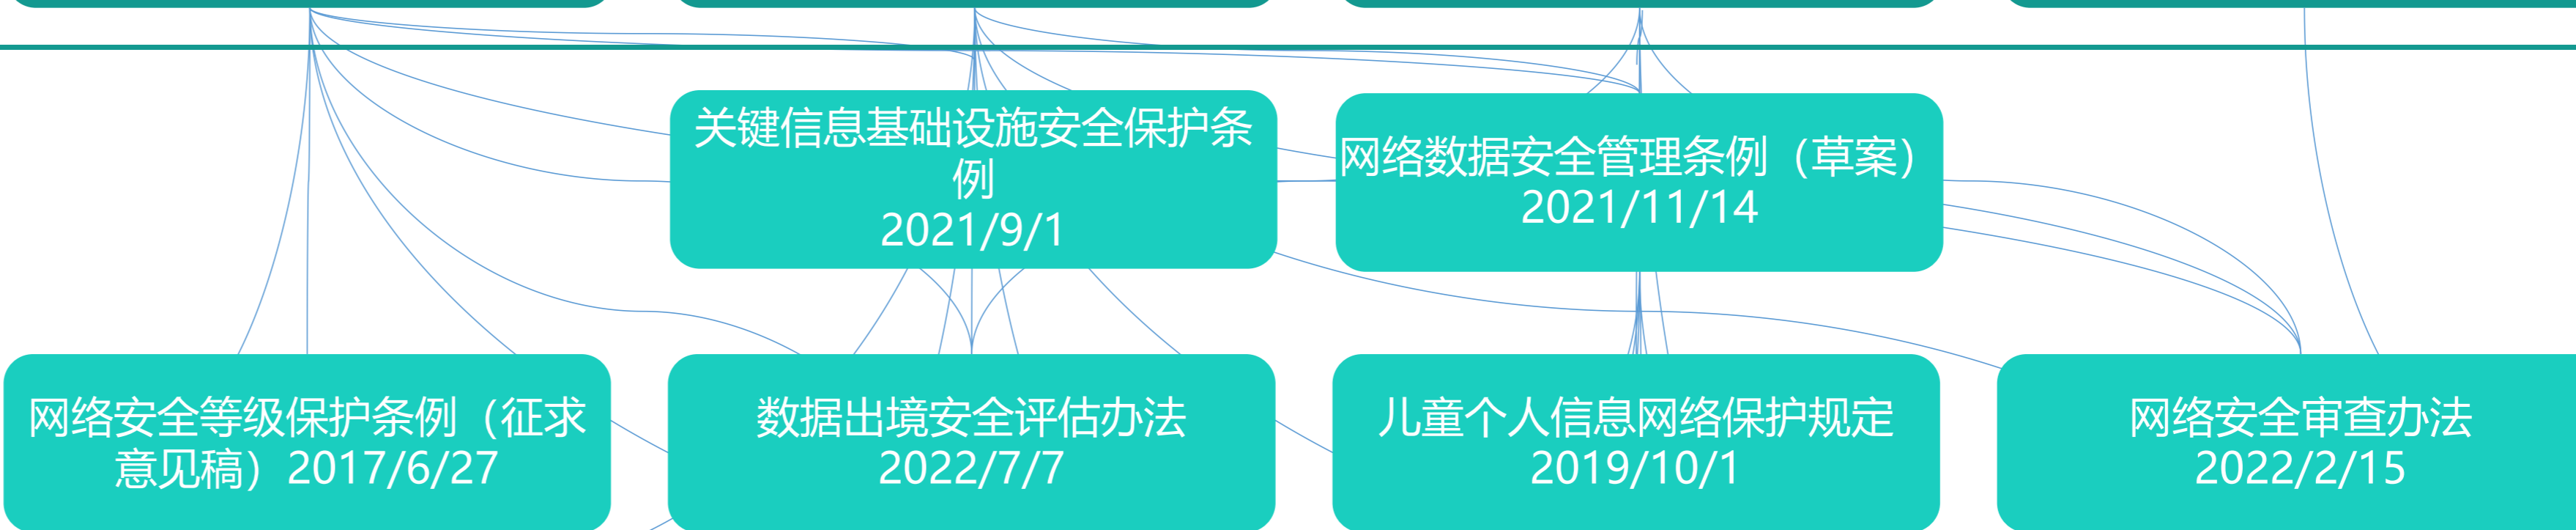 关键信息基础设施安全保护条
例
2021/9/1
网络数据安全管理条例（草案）
2021/11/14
网络安全等级保护条例（征求
意见稿）2017/6/27
数据出境安全评估办法
2022/7/7
儿童个人信息网络保护规定
2019/10/1
网络安全审查办法
2022/2/15